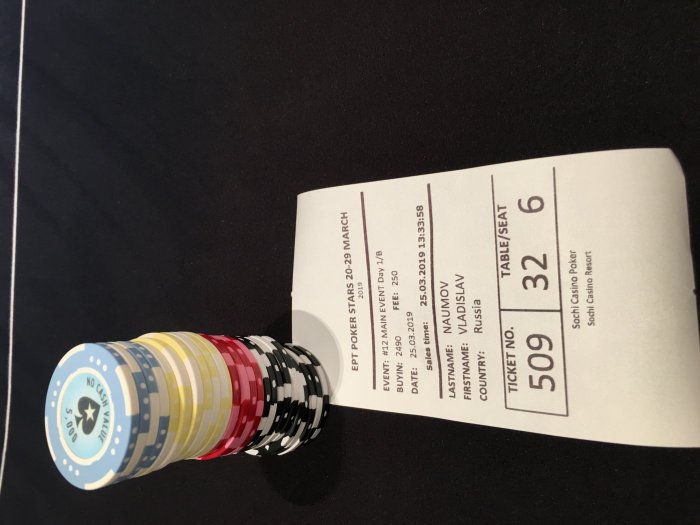 EPT POKER STARS 20-29 MARCH
2019
EVENT: #12 MAIN EVENT Day 1/B
BUYIN: 2490 FEE: 250
DATE: 25.03.2019
Sales time: 25.03.2019 13:33:58
LASTNAME: NAUMOV
FIRSTNAME: VLADISLAV
COUNTRY: Russia
TICKET NO. TABLE/SEAT
509 32 6
Sochi Casino Poker
Sochi Casino Resort
NO CASH VALUE
5,000